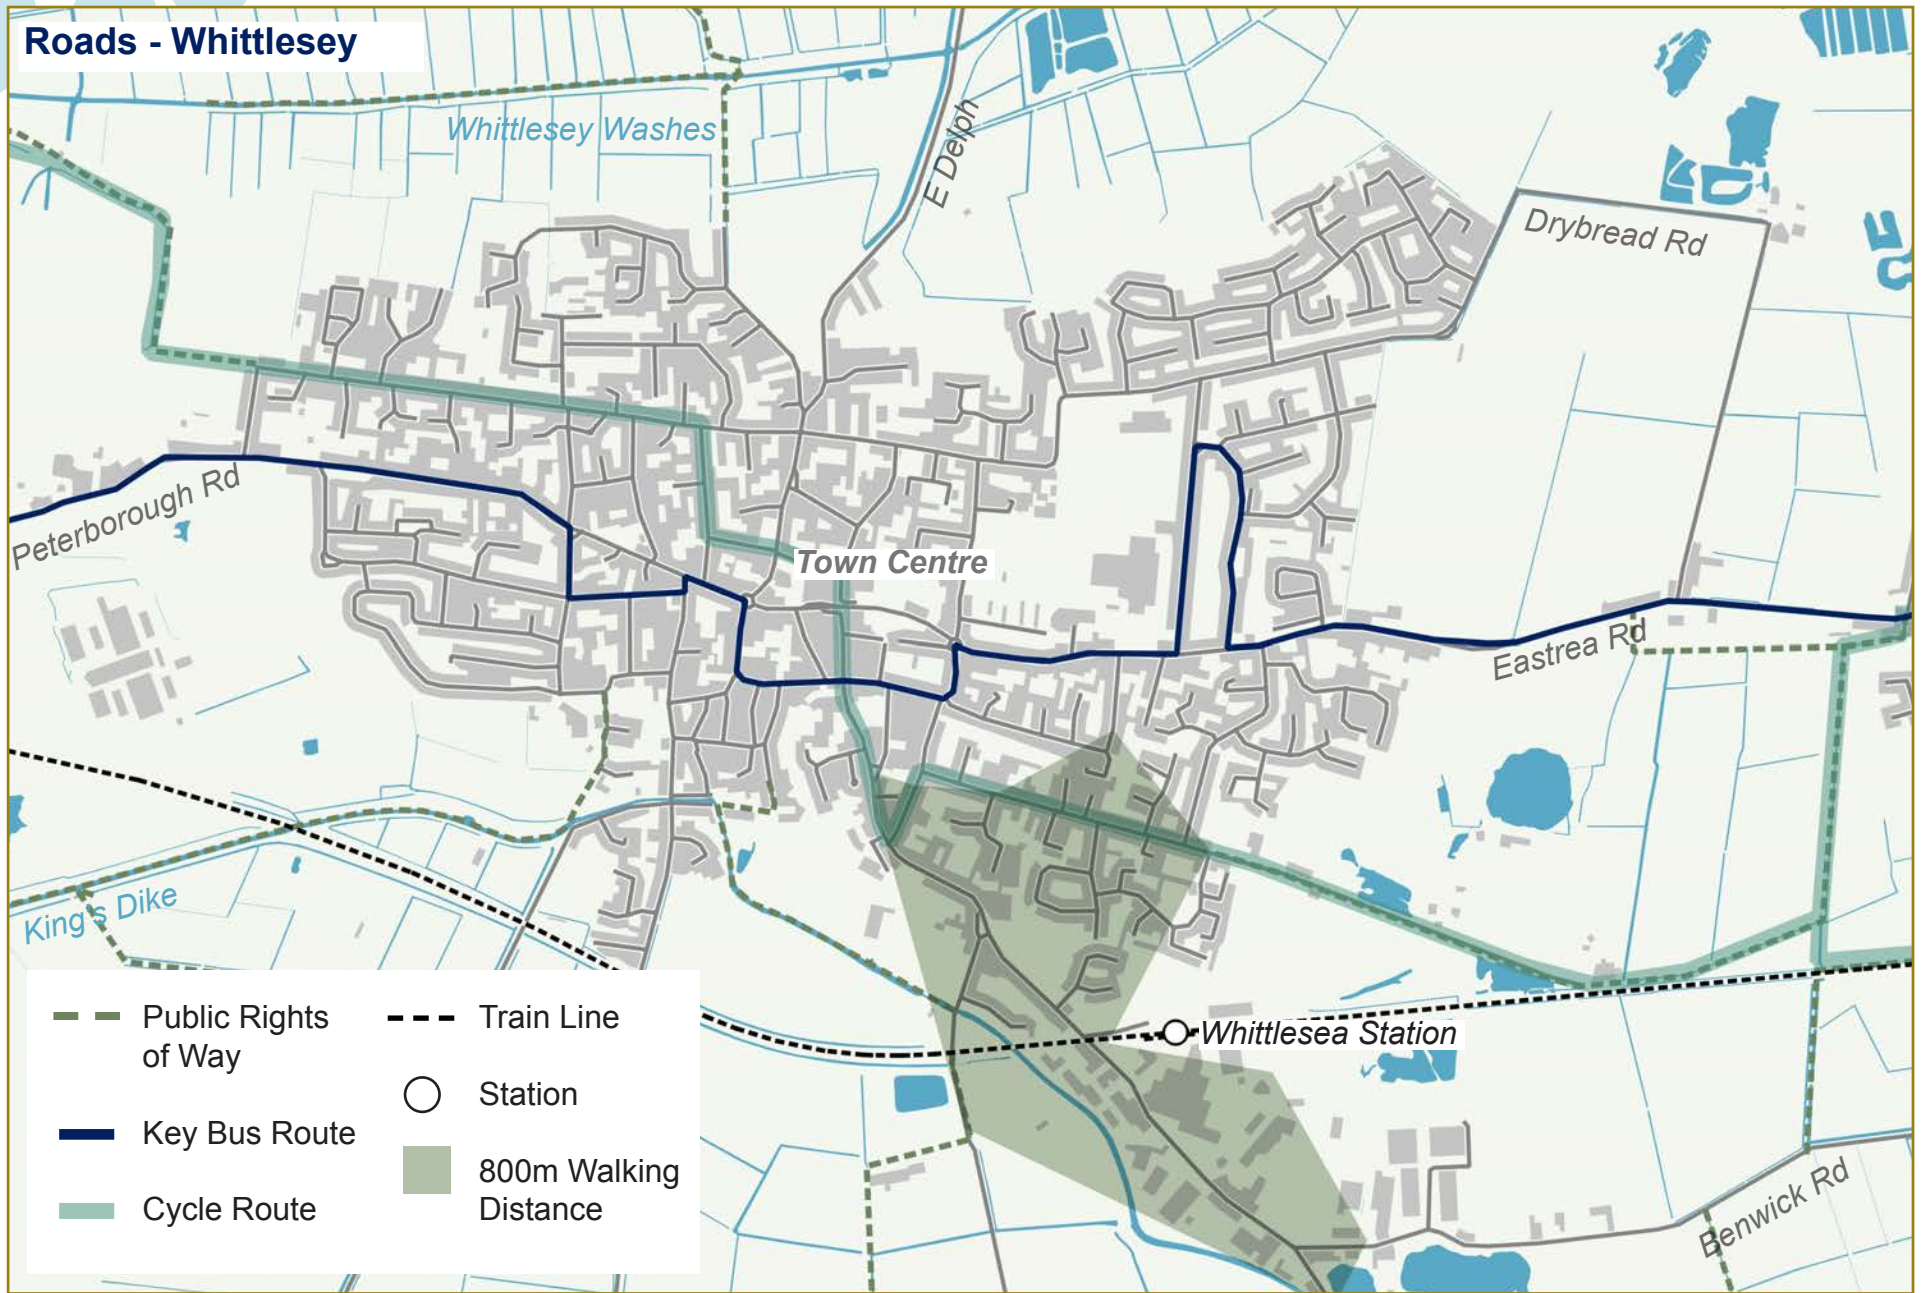 Roads - Whittlesey
Whittlesey Washes
E Delph
Drybread Rd
Peterborough Rd
Town Centre
Eastrea Rd
King's Dike
Whittlesea Station
Benwick Rd
Public Rights
of Way
Key Bus Route
Cycle Route
Train Line
Station
800m Walking
Distance